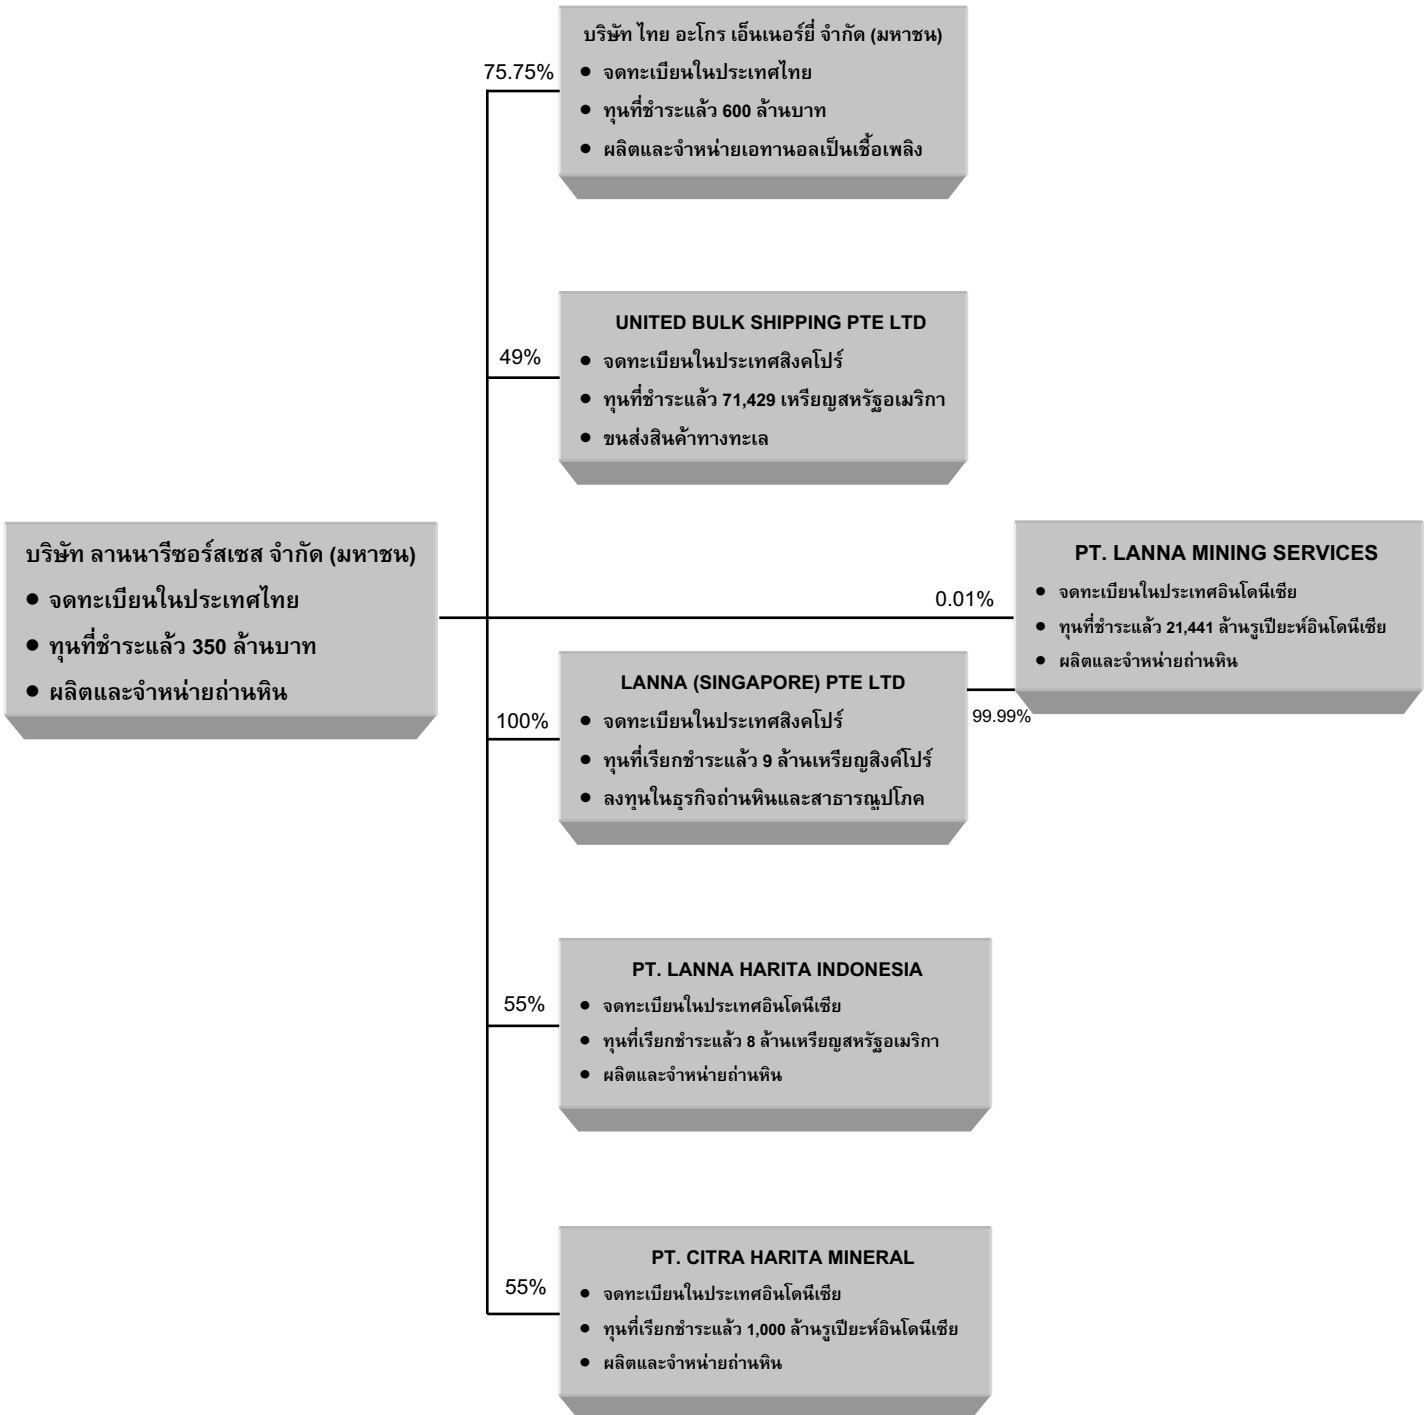 บริษัท ไทย อะโกร เอ็นเนอร์ยี่ จำกัด (มหาชน)
75.75%
● จดทะเบียนในประเทศไทย
● ทุนที่ชำระแล้ว 600 ล้านบาท
● ผลิตและจำหน่ายเอทานอลเป็นเชื้อเพลิง
UNITED BULK SHIPPING PTE LTD
49%
● จดทะเบียนในประเทศสิงคโปร์
● ทุนที่ชำระแล้ว 71,429 เหรียญสหรัฐอเมริกา
● ขนส่งสินค้าทางทะเล
บริษัท ลานนารีซอร์สเซส จำกัด (มหาชน)
● จดทะเบียนในประเทศไทย
● ทุนที่ชำระแล้ว 350 ล้านบาท
● ผลิตและจำหน่ายถ่านหิน
0.01%
PT. LANNA MINING SERVICES
● จดทะเบียนในประเทศอินโดนีเซีย
● ทุนที่ชำระแล้ว 21,441 ล้านรูเปียะห์อินโดนีเซีย
● ผลิตและจำหน่ายถ่านหิน
LANNA (SINGAPORE) PTE LTD
100%
99.99%
● จดทะเบียนในประเทศสิงคโปร์
● ทุนที่เรียกชำระแล้ว 9 ล้านเหรียญสิงค์โปร์
● ลงทุนในธุรกิจถ่านหินและสาธารณูปโภค
PT. LANNA HARITA INDONESIA
55%
● จดทะเบียนในประเทศอินโดนีเซีย
● ทุนที่เรียกชำระแล้ว 8 ล้านเหรียญสหรัฐอเมริกา
● ผลิตและจำหน่ายถ่านหิน
PT. CITRA HARITA MINERAL
55%
● จดทะเบียนในประเทศอินโดนีเซีย
● ทุนที่เรียกชำระแล้ว 1,000 ล้านรูเปียะห์อินโดนีเซีย
● ผลิตและจำหน่ายถ่านหิน